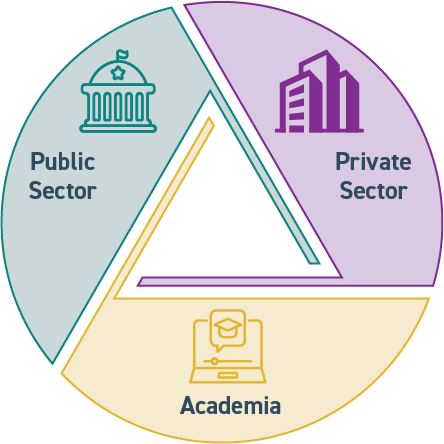 Public
Sector
Private
Sector
Academia